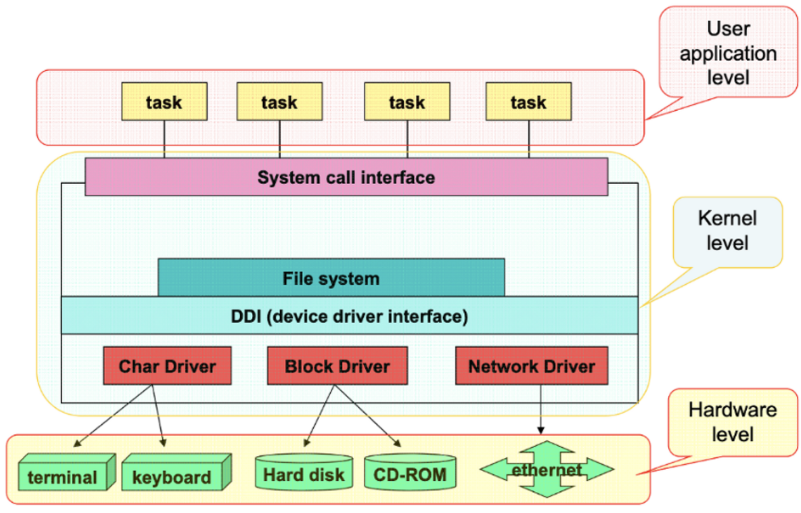 User
application
level
task
task
task
task
System call interface
Kernel
level
File system
DDI (device driver interface)
Char Driver
Block Driver
Network Driver
Hardware
level
terminal
keyboard
Hard disk
CD-ROM
ethernet